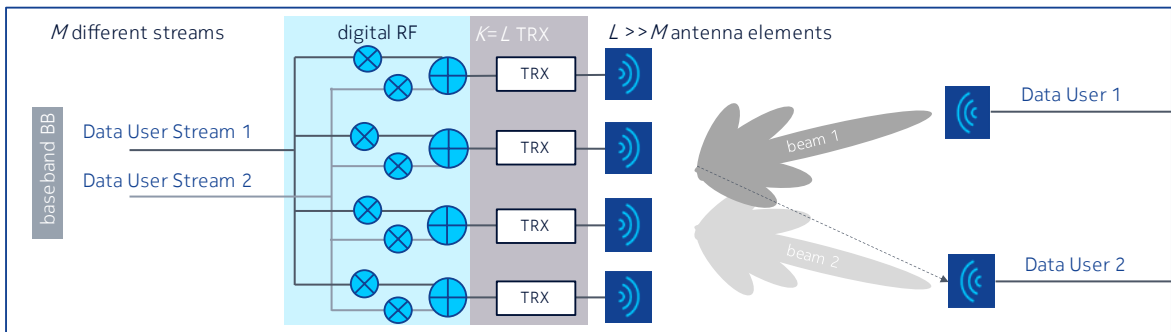 M different streams
digital RF
K= L TRX
L >> M antenna elements
baseband BB
Data User Stream 1
Data User Stream 2
TRX
TRX
TRX
TRX
beam 1
beam 2
Data User 1
Data User 2